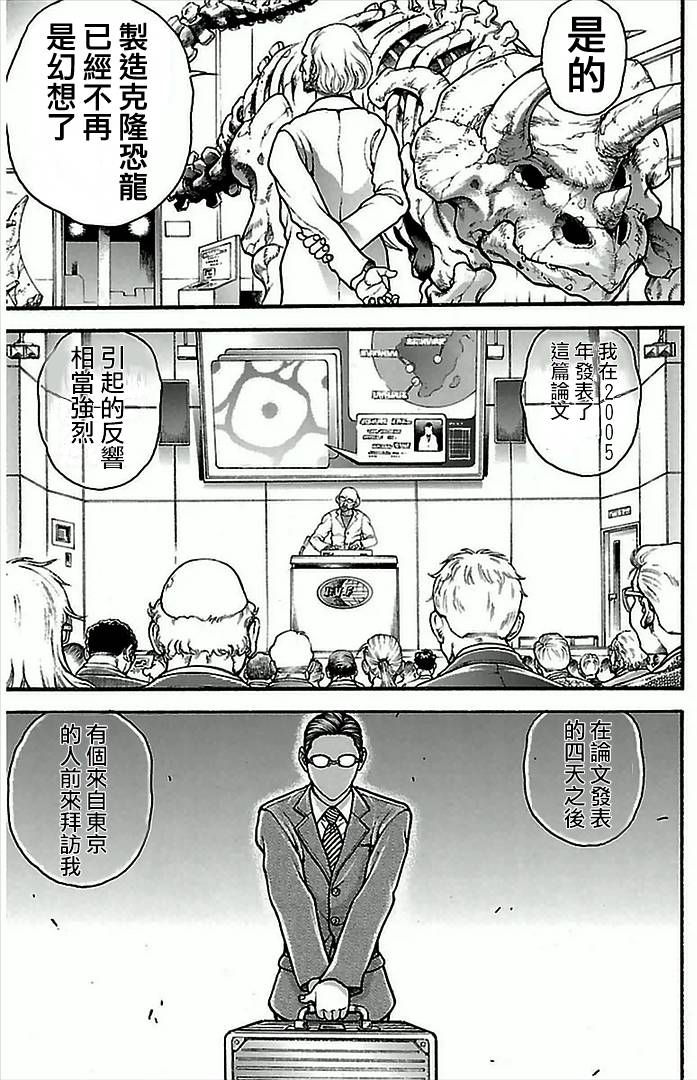 是的
製造克隆恐龍
已經不再
是幻想了
我在2005
年發表了
這篇論文
引起的反響
相當強烈
在論文發表
的四天之後
有個來自東京
的人前來拜訪我